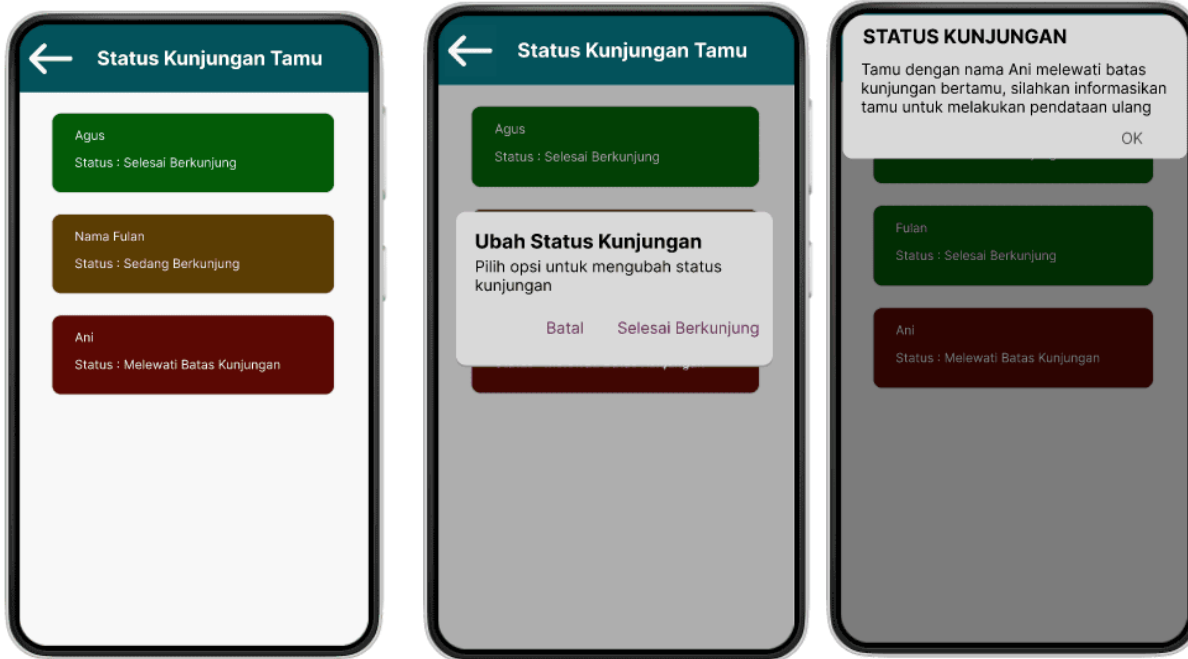 Status Kunjungan Tamu
Agus
Status : Selesai Berkunjung
Nama Fulan
Status : Sedang Berkunjung
Ani
Status : Melewati Batas Kunjungan
Status Kunjungan Tamu
Agus
Status : Selesai Berkunjung
Ubah Status Kunjungan
Pilih opsi untuk mengubah status
kunjungan
Batal Selesai Berkunjung
STATUS KUNJUNGAN
Tamu dengan nama Ani melewati batas
kunjungan bertamu, silahkan informasikan
tamu untuk melakukan pendataan ulang
OK
Fulan
Status : Selesai Berkunjung
Ani
Status : Melewati Batas Kunjungan